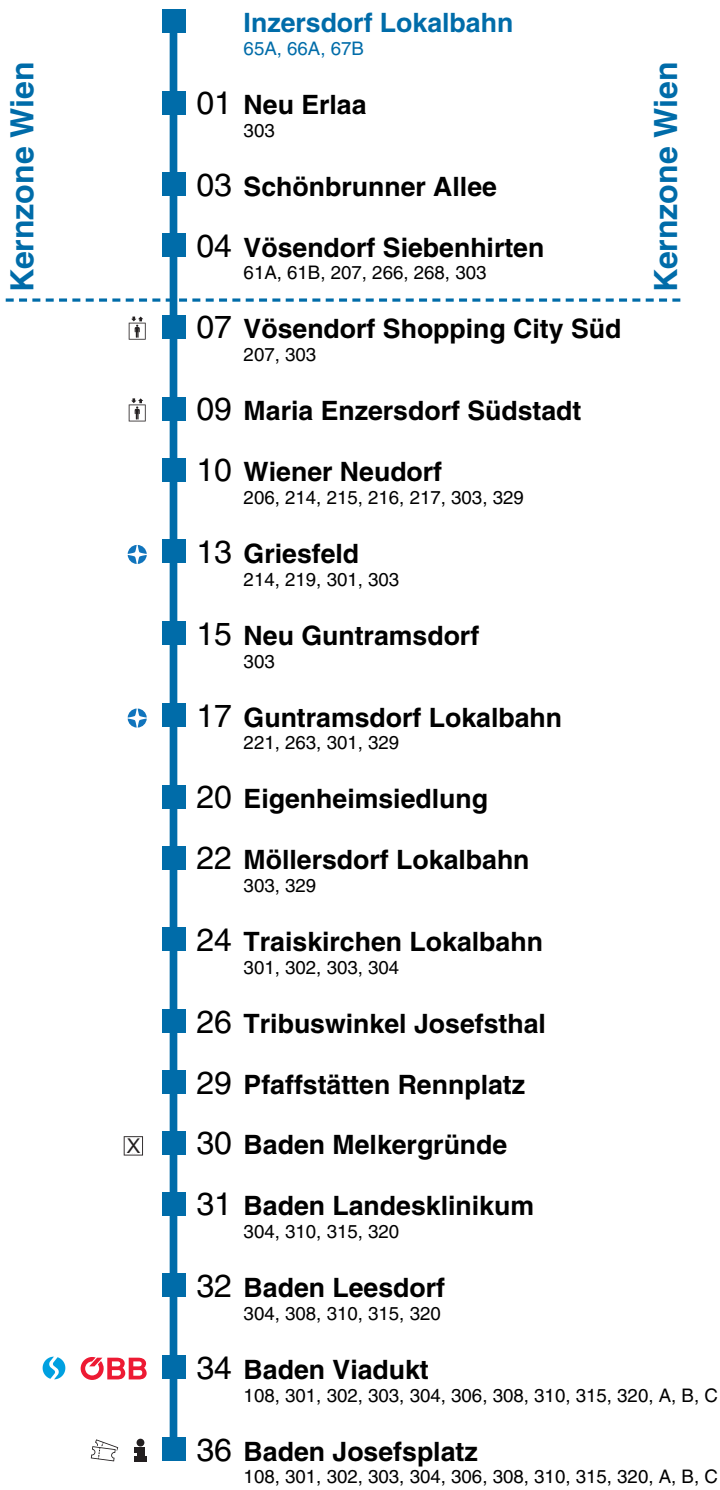 Inzersdorf Lokalbahn
65A, 66A, 67B
Kernzone Wien
Kernzone Wien
01 Neu Erlaa
303
03 Schönbrunner Allee
04 Vösendorf Siebenhirten
61A, 61B, 207, 266, 268, 303
07 Vösendorf Shopping City Süd
207, 303
09 Maria Enzersdorf Südstadt
10 Wiener Neudorf
206, 214, 215, 216, 217, 303, 329
13 Griesfeld
214, 219, 301, 303
15 Neu Guntramsdorf
303
17 Guntramsdorf Lokalbahn
221, 263, 301, 329
20 Eigenheimsiedlung
22 Möllersdorf Lokalbahn
303, 329
24 Traiskirchen Lokalbahn
301, 302, 303, 304
26 Tribuswinkel Josefsthal
29 Pfaffstätten Rennplatz
X 30 Baden Melkergründe
31 Baden Landesklinikum
304, 310, 315, 320
32 Baden Leesdorf
304, 308, 310, 315, 320
ÖBB 34 Baden Viadukt
108, 301, 302, 303, 304, 306, 308, 310, 315, 320, A, B, C
i 36 Baden Josefsplatz
108, 301, 302, 303, 304, 306, 308, 310, 315, 320, A, B, C